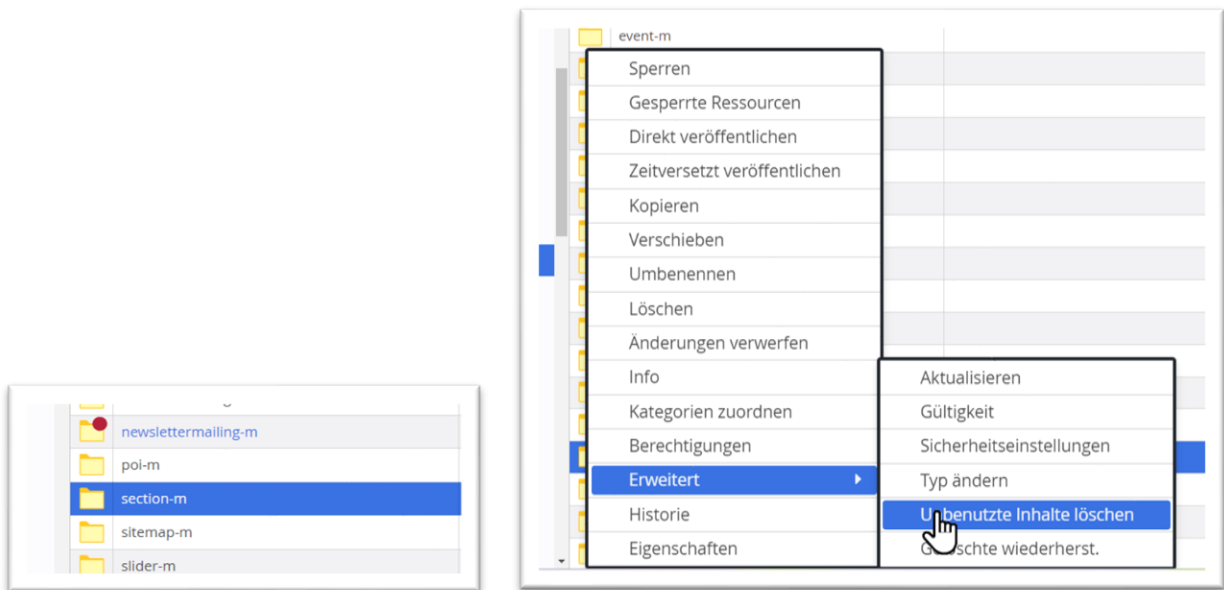 newslettermailing-m
poi-m
section-m
sitemap-m
slider-m
event-m
Sperren
Gesperrte Ressourcen
Direkt veröffentlichen
Zeitversetzt veröffentlichen
Kopieren
Verschieben
Umbenennen
Löschen
Änderungen verwerfen
Info
Kategorien zuordnen
Berechtigungen
Erweitert
Historie
Eigenschaften
Aktualisieren
Gültigkeit
Sicherheitseinstellungen
Typ ändern
Unbenutzte Inhalte löschen
Gelöschte wiederherst.